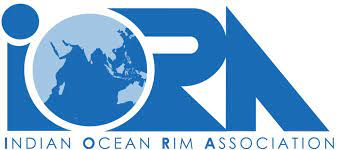 iORA
INDIAN OCEAN RIM ASSOCIATION